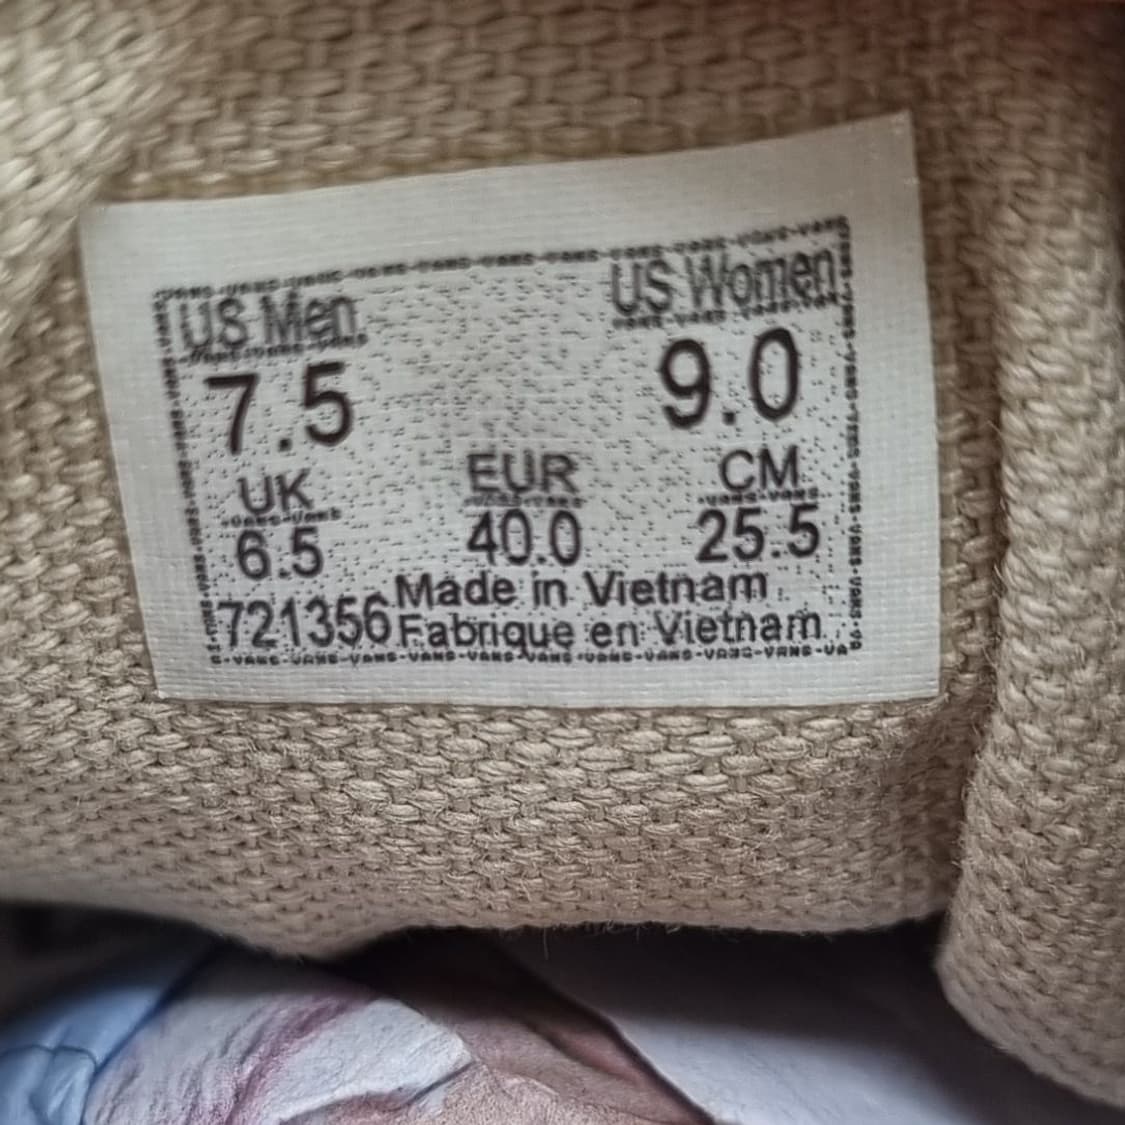 US Men US Women
7.5 9.0
UK EUR CM
6.5 40.0 25.5
Made in Vietnam
721356 Fabrique en Vietnam